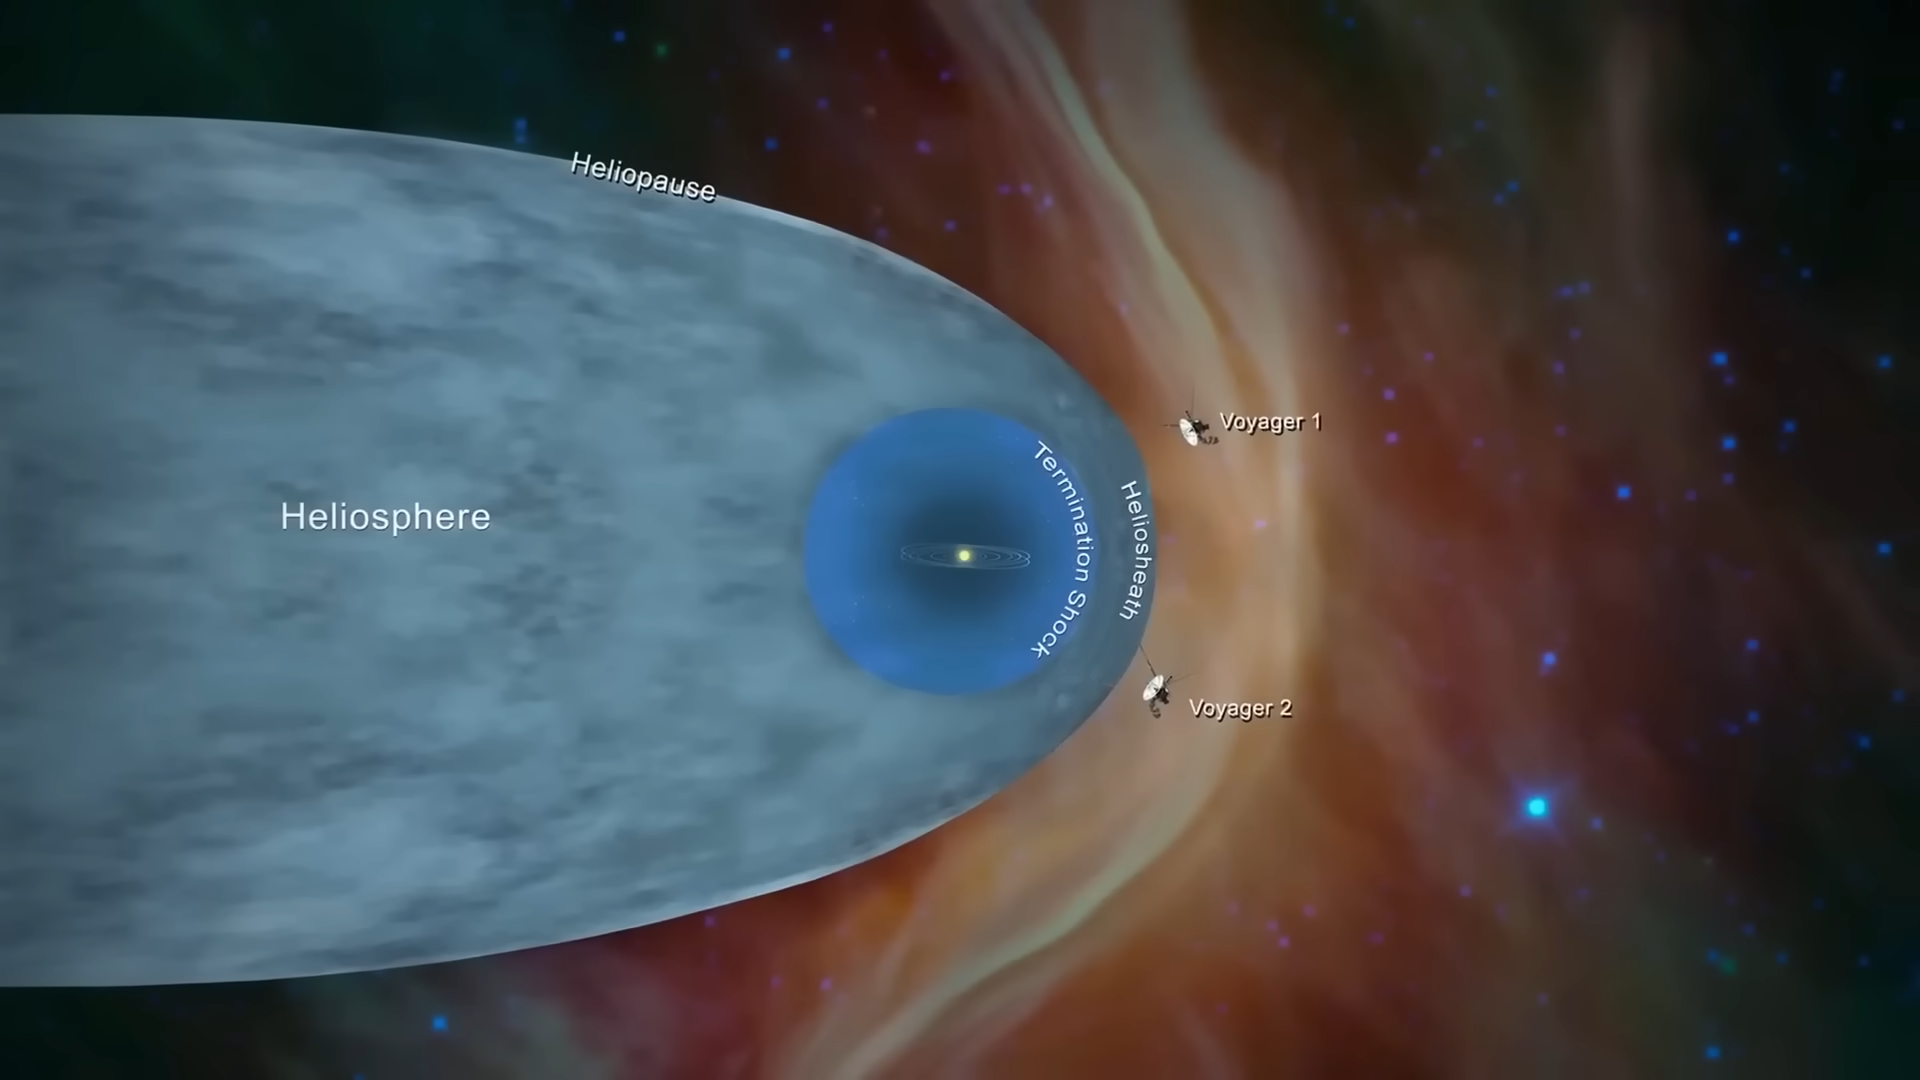 Heliopause
Voyager 1
Termination Shock
Heliosheath
Heliosphere
Voyager 2